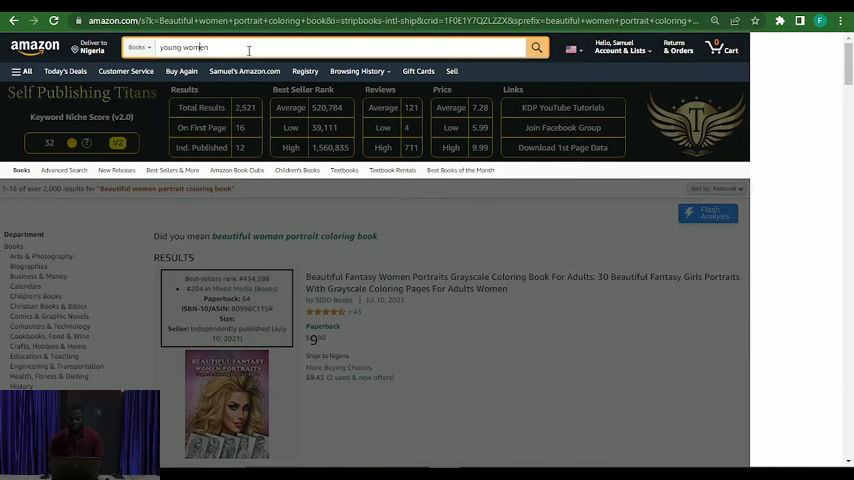 amazon.com/s?k=Beautiful+women+portrait+coloring+book&i=stripbooks-intl-ship&crid=1F0E1Y7QZLZZX&sprefix=beautiful+women+portrait+coloring+...
amazon
Deliver to
Nigeria
Books
young women
Hello, Samuel
Account & Lists
Returns
& Orders
0
Cart
All
Today's Deals
Customer Service
Buy Again
Samuel's Amazon.com
Registry
Browsing History
Gift Cards
Sell
Self Publishing Titans
Keyword Niche Score (v2.0)
32
?
V2
Results
Total Results 2,521
On First Page 16
Ind. Published 12
Best Seller Rank
Average 520,784
Low 39,111
High 1,560,835
Reviews
Average 121
Low 4
High 711
Price
Average 7.28
Low 5.99
High 9.99
Links
KDP YouTube Tutorials
Join Facebook Group
Download 1st Page Data
T
Books
Advanced Search
New Releases
Best Sellers & More
Amazon Book Clubs
Children's Books
Textbooks
Textbook Rentals
Best Books of the Month
1-16 of over 2,000 results for "Beautiful women portrait coloring book"
Sort by: Featured
Flash
Analysis
Department
Books
Arts & Photography
Biographies
Business & Money
Calendars
Children's Books
Christian Books & Bibles
Comics & Graphic Novels
Computers & Technology
Cookbooks, Food & Wine
Crafts, Hobbies & Home
Education & Teaching
Engineering & Transportation
Health, Fitness & Dieting
History
Did you mean beautiful woman portrait coloring book
RESULTS
Best-sellers rank #434,598
• #204 in Mixed Media (Books)
Paperback: 64
ISBN-10/ASIN: B098GC115R
Size:
Seller: Independently published (July
10, 2021)
BEAUTIFUL FANTASY
WOMEN PORTRAITS
Beautiful Fantasy Women Portraits Grayscale Coloring Book For Adults: 30 Beautiful Fantasy Girls Portraits
With Grayscale Coloring Pages For Adults Women
by SIDO Books | Jul 10, 2021
43
Paperback
$9
Ships to Nigeria
More Buying Choices
$9.43 (2 used & new offers)